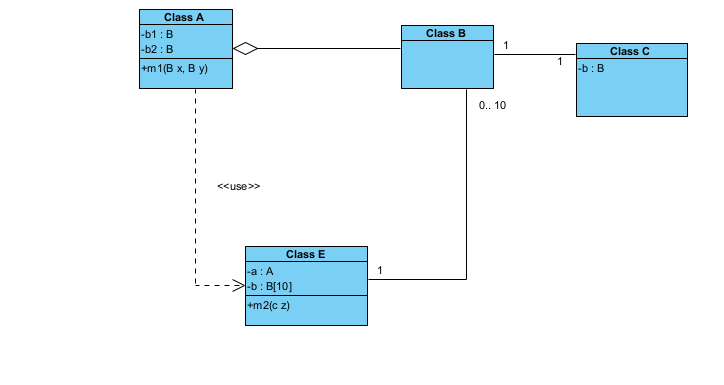 Class A
-b1 : B
-b2 : B
+m1(B x, B y)
Class B
1
1
Class C
-b : B
0.. 10
<<use>>
Class E
-a : A
-b : B[10]
+m2(c z)
1